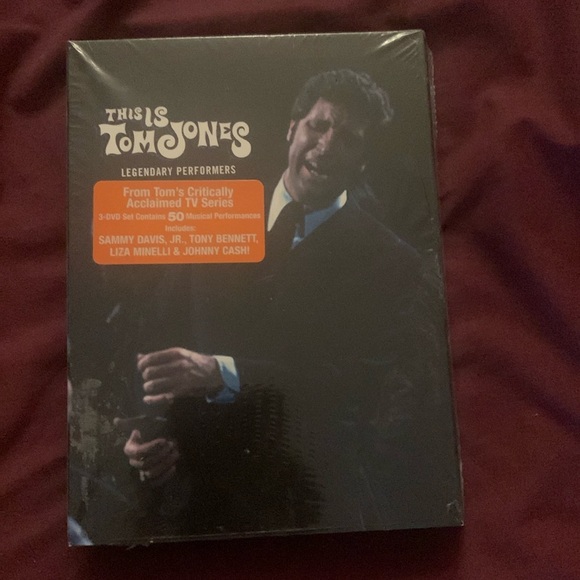 THIS IS
TOM JONES
LEGENDARY PERFORMERS
From Tom's Critically
Acclaimed TV Series
3-DVD Set Contains 50 Musical Performances
Includes:
SAMMY DAVIS, JR., TONY BENNETT,
LIZA MINELLI & JOHNNY CASH!